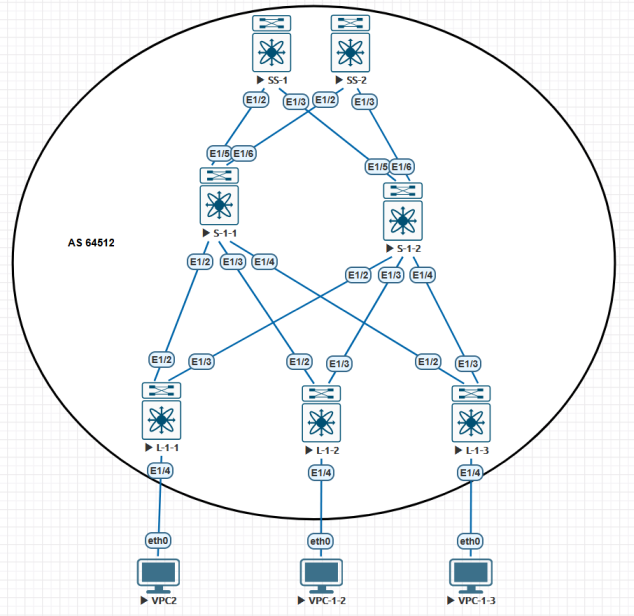 SS-1 SS-2
E1/2 E1/3 E1/2 E1/3
E1/5 E1/6 E1/5 E1/6
S-1-1
AS 64512
S-1-2
E1/2 E1/3 E1/4
E1/2 E1/3 E1/4
E1/2 E1/3 E1/2 E1/3 E1/2 E1/3
L-1-1 L-1-2 L-1-3
E1/4 E1/4 E1/4
eth0 eth0 eth0
VPC2 VPC-1-2 VPC-1-3